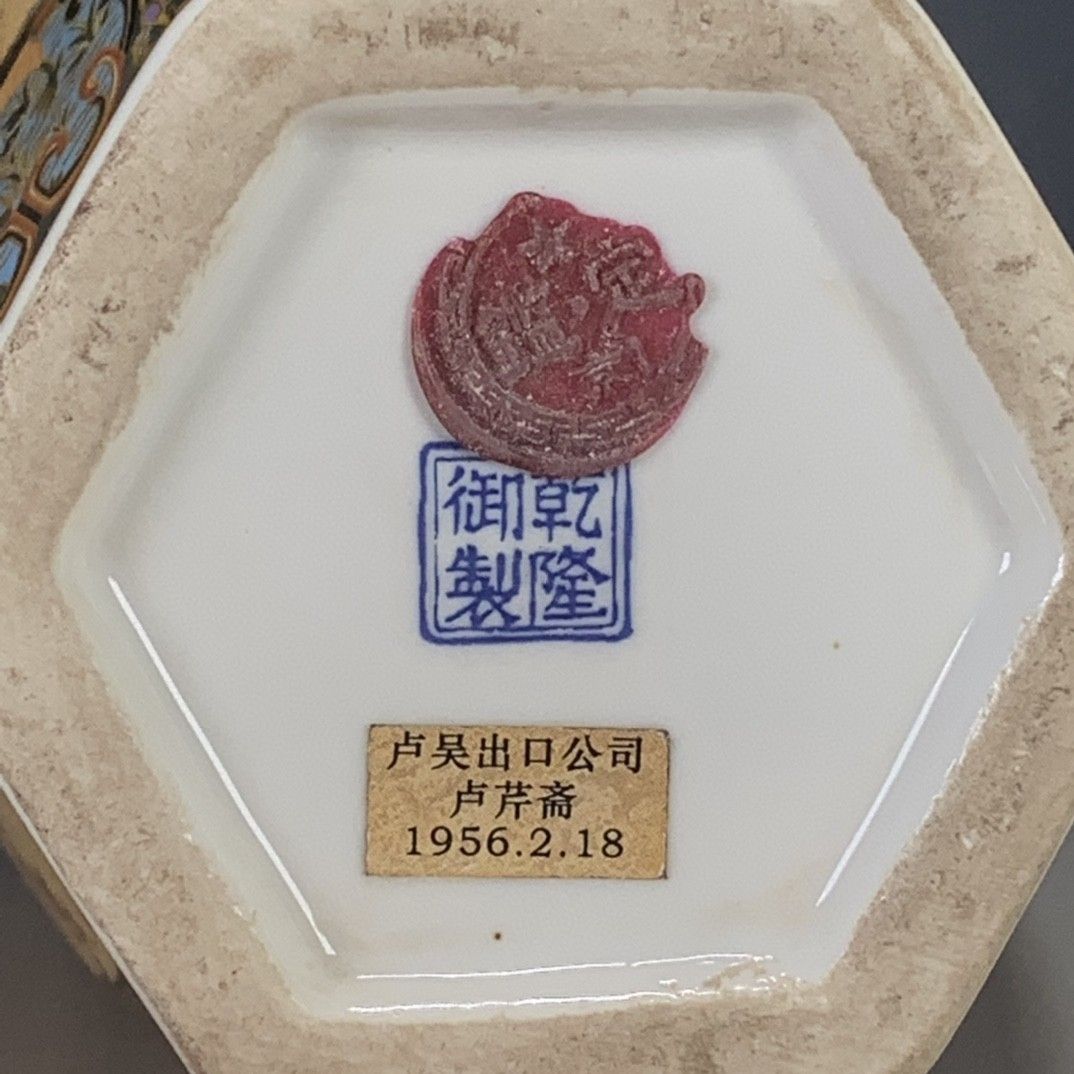 乾隆
御製
卢吴出口公司
卢芹斋
1956.2.18